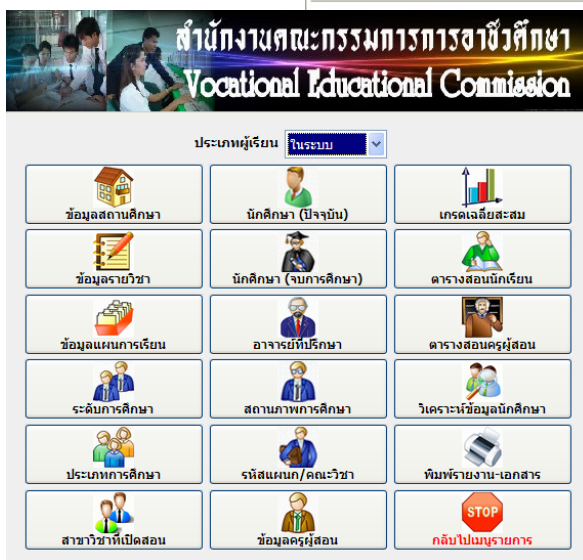 สำนักงานคณะกรรมการการอาชีวศึกษา
Vocational Educational Commission
ประเภทผู้เรียน ในระบบ
ข้อมูลสถานศึกษา นักศึกษา (ปัจจุบัน) เกรดเฉลี่ยสะสม
ข้อมูลรายวิชา นักศึกษา (จบการศึกษา) ตารางสอนนักเรียน
ข้อมูลแผนการเรียน อาจารย์ที่ปรึกษา ตารางสอนครูผู้สอน
ระดับการศึกษา สถานภาพการศึกษา วิเคราะห์ข้อมูลนักศึกษา
ประเภทการศึกษา รหัสแผนก/คณะวิชา พิมพ์รายงาน-เอกสาร
STOP
สาขาวิชาที่เปิดสอน ข้อมูลครูผู้สอน กลับไปเมนูรายการ